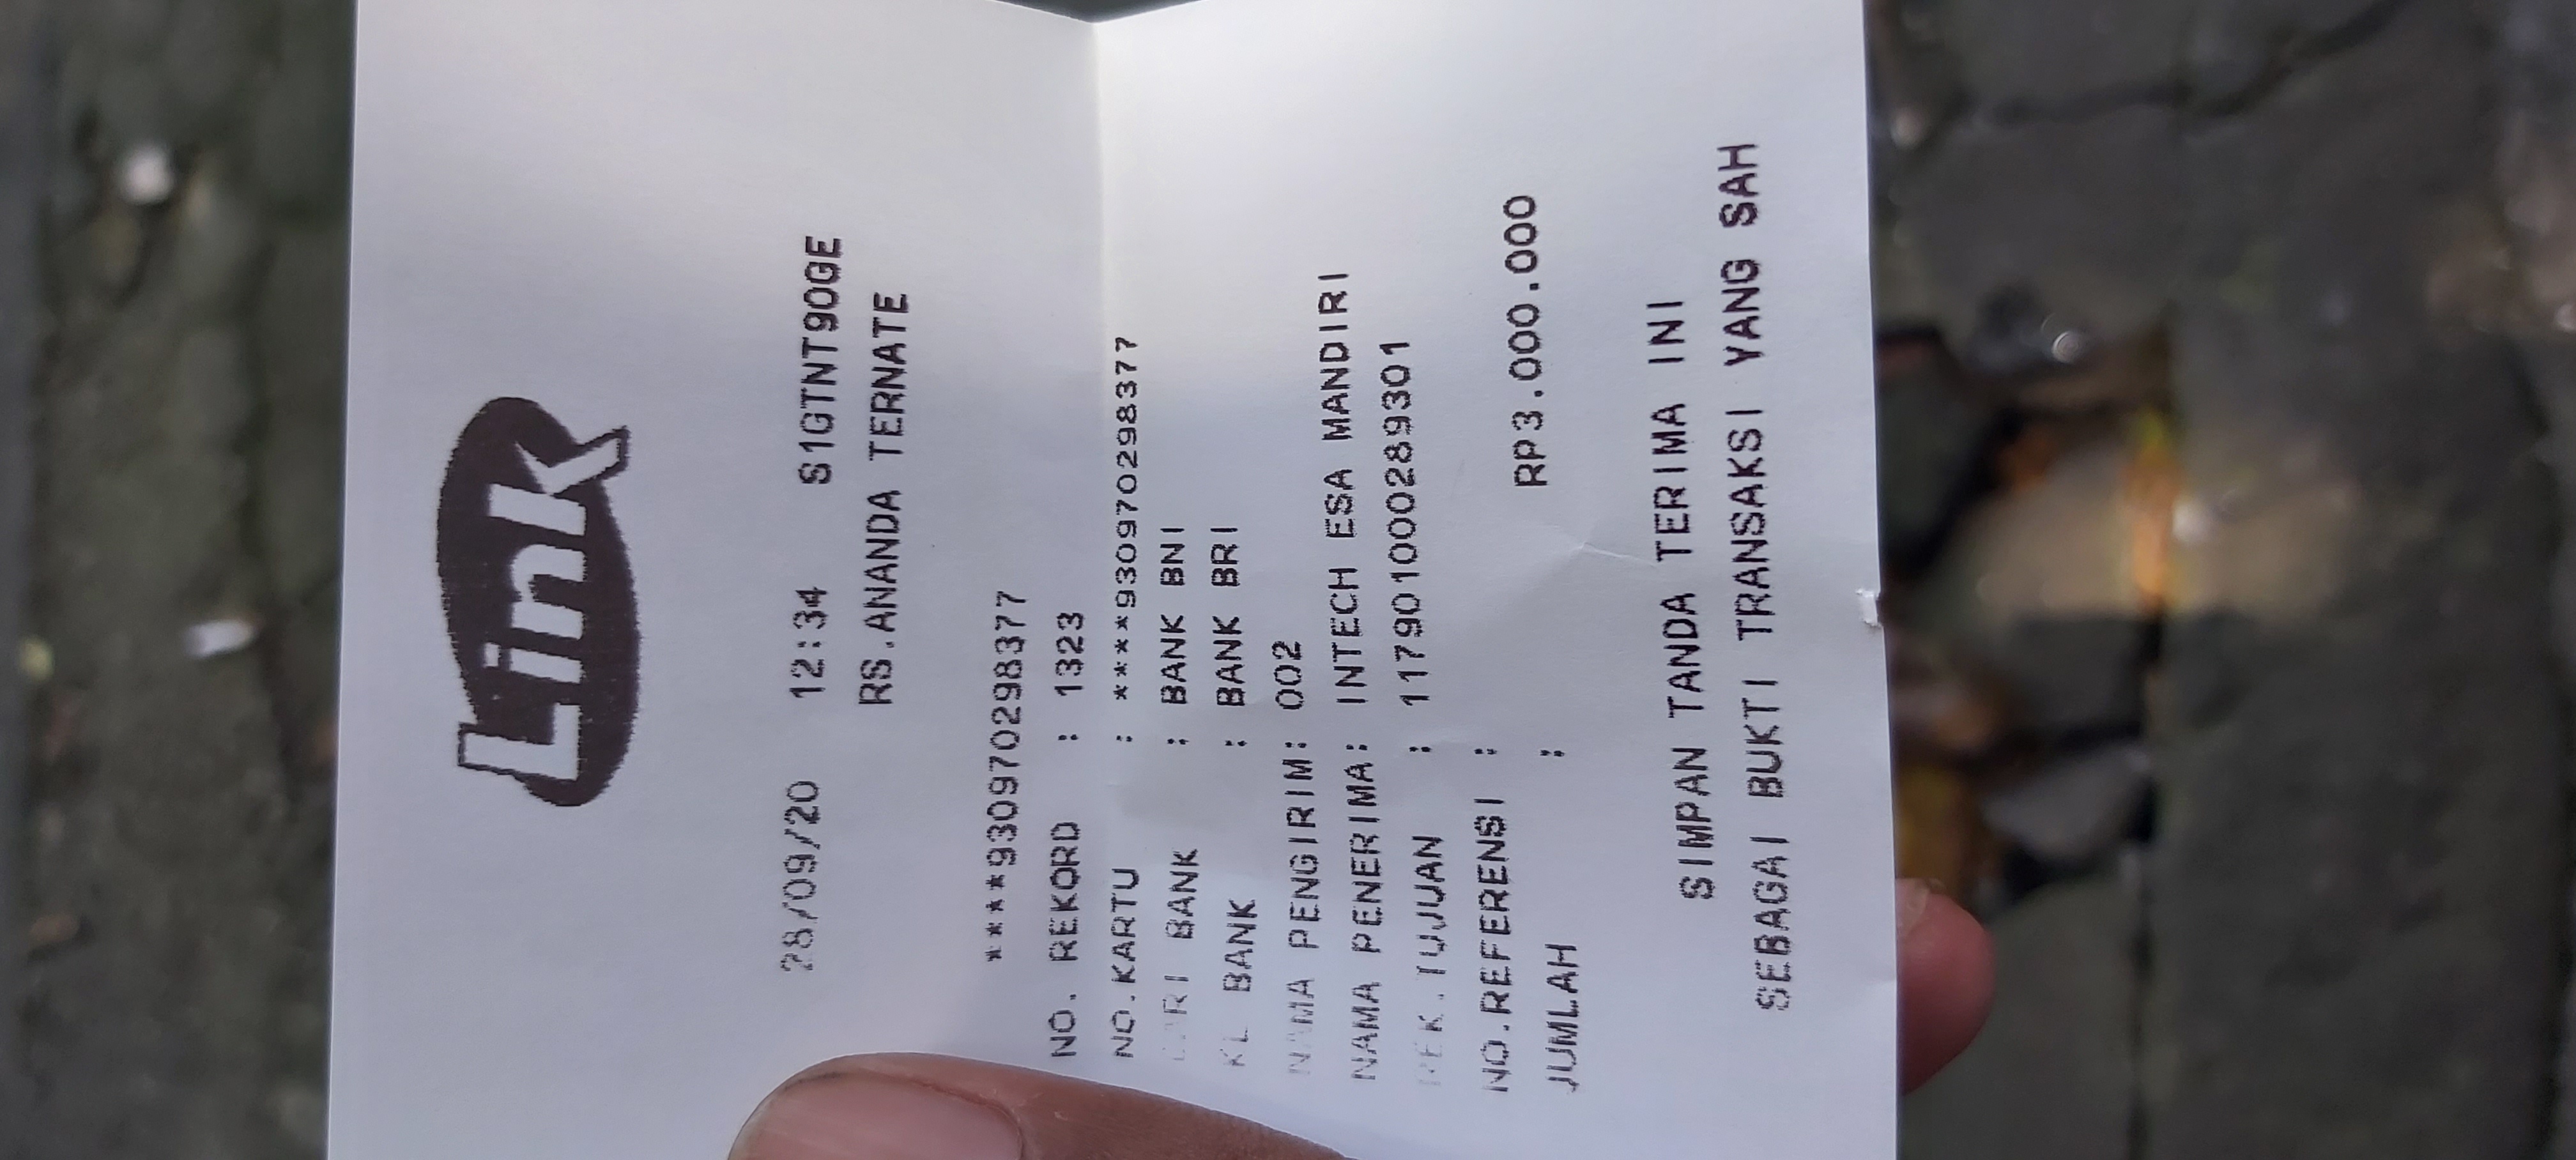 Link
28/09/20 12:34 S1GTNT90GE
RS.ANANDA TERNATE
****930970298377
NO. REKORD : 1323
NO.KARTU : ****930970298377
DARI BANK : BANK BNI
KE BANK : BANK BRI
NAMA PENGIRIM: 002
NAMA PENERIMA: INTECH ESA MANDIRI
REK.TUJUAN : 117901000289301
NO.REFERENSI :
JUMLAH : RP3.000.000
SIMPAN TANDA TERIMA INI
SEBAGAI BUKTI TRANSAKSI YANG SAH